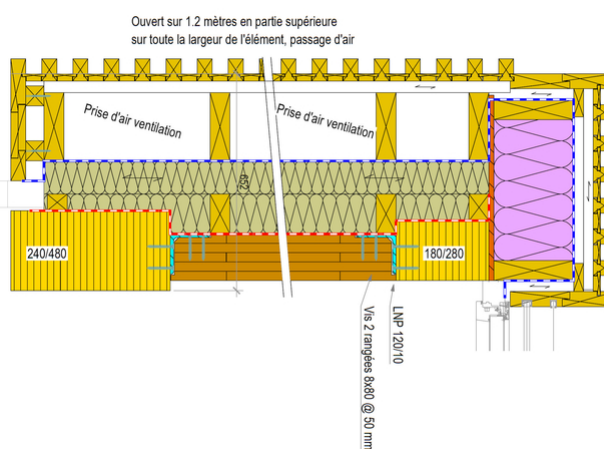 Ouvert sur 1.2 mètres en partie supérieure
sur toute la largeur de l'élément, passage d'air
Prise d'air ventilation
Prise d'air ventilation
652
240/480
180/280
LNP 120/10
Vis 2 rangées 8x80 @ 50 mm